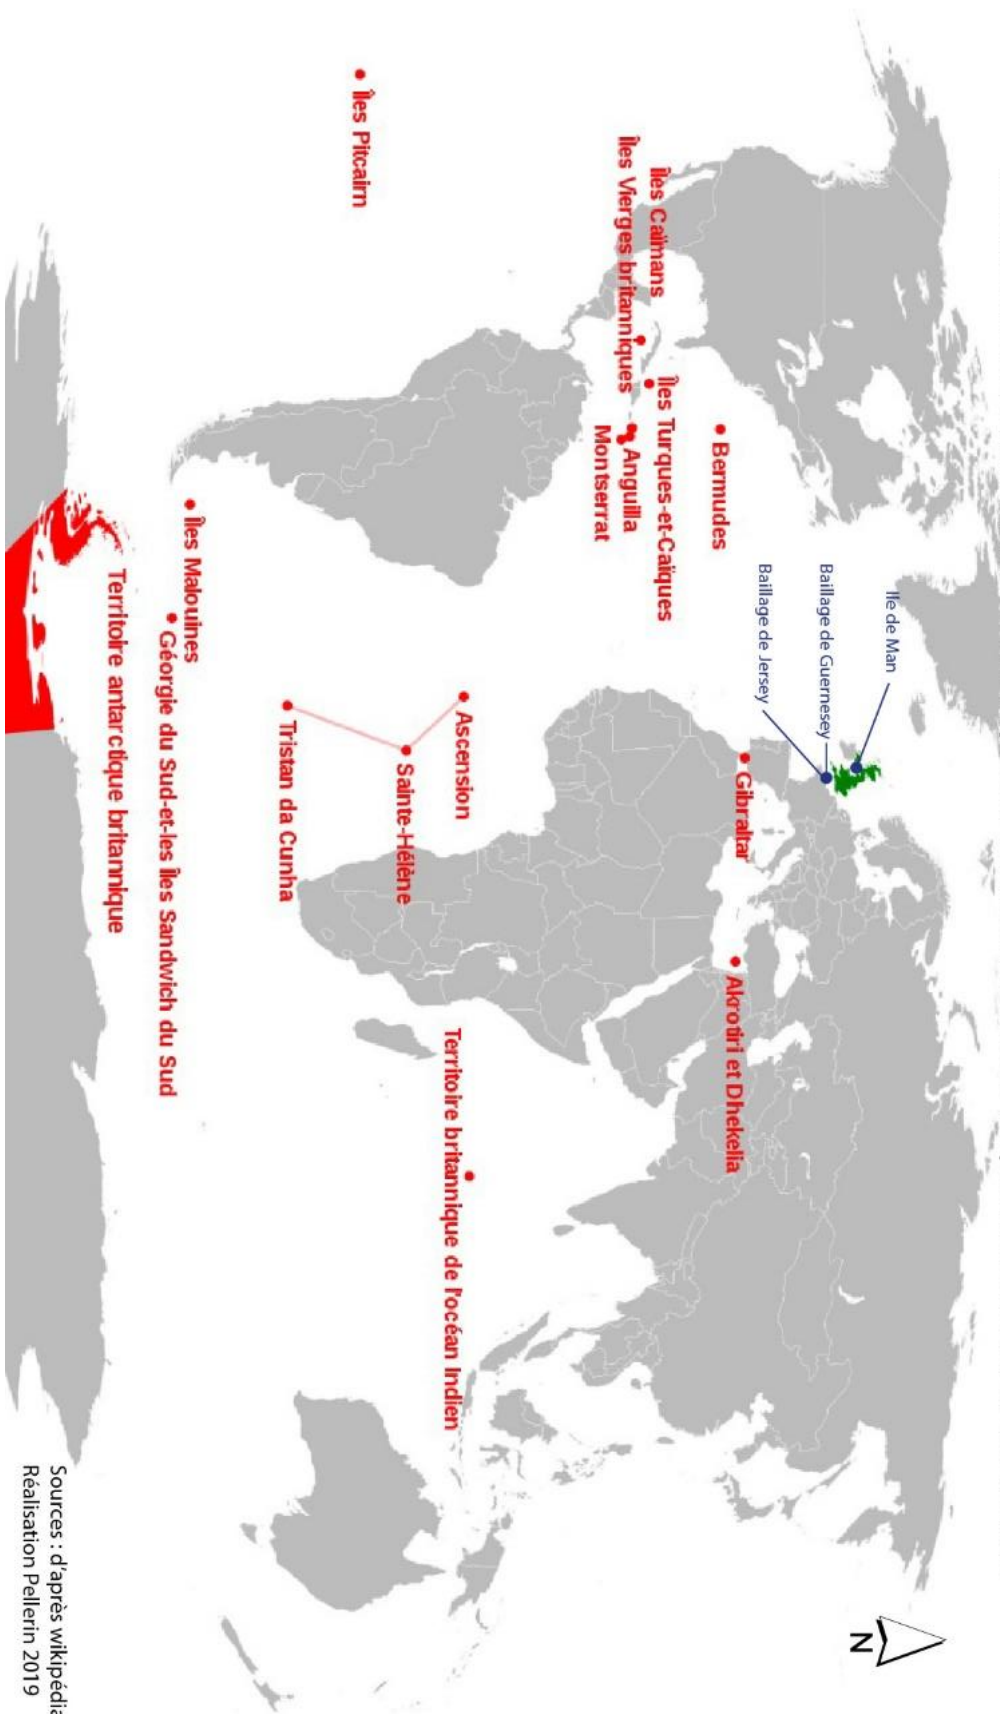 Ile de Man
Baillage de Guernesey
Baillage de Jersey
Bermudes
Îles Turques-et-Caïques
Îles Caïmans
Îles Vierges britanniques
Anguilla
Montserrat
Gibraltar
Akrotiri et Dhekelia
Îles Pitcairn
Ascension
Sainte-Hélène
Tristan da Cunha
Territoire britannique de l'océan Indien
Îles Malouines
Géorgie du Sud-et-les Îles Sandwich du Sud
Territoire antarctique britannique
N
Sources : d'après wikipédia
Réalisation Pellerin 2019